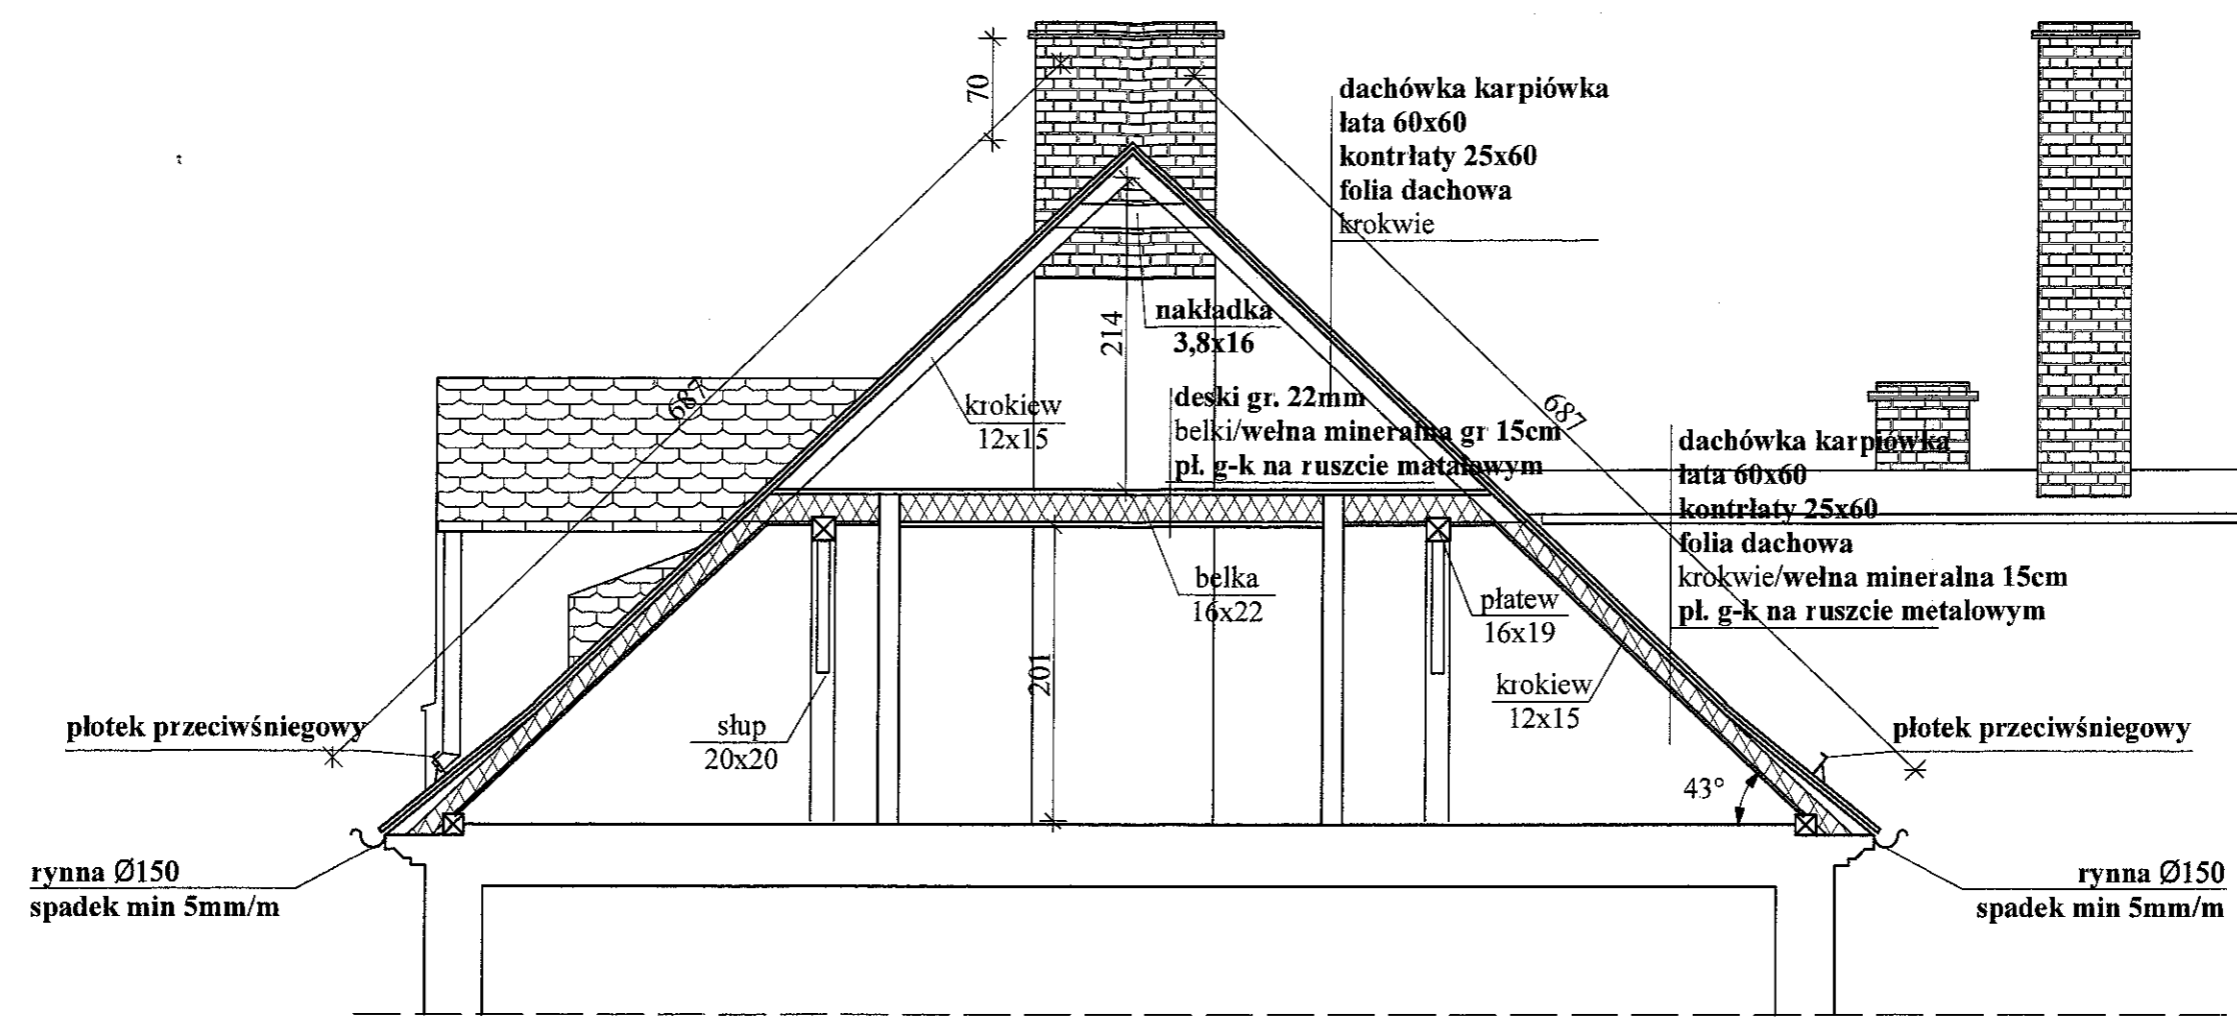 70
dachówka karpiówka
łata 60x60
kontrłaty 25x60
folia dachowa
krokwie
nakładka
3,8x16
214
687
krokiew
12x15
deski gr. 22mm
belki/wełna mineralna gr 15cm
pł. g-k na ruszcie matalowym
687
dachówka karpiówka
łata 60x60
kontrłaty 25x60
folia dachowa
krokwie/wełna mineralna 15cm
pł. g-k na ruszcie metalowym
belka
16x22
płatew
16x19
201
krokiew
12x15
słup
20x20
płotek przeciwśniegowy
płotek przeciwśniegowy
43°
rynna Ø150
spadek min 5mm/m
rynna Ø150
spadek min 5mm/m